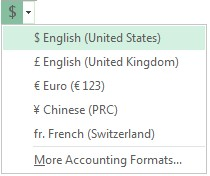 $
$ English (United States)
£ English (United Kingdom)
€ Euro (€ 123)
¥ Chinese (PRC)
fr. French (Switzerland)
More Accounting Formats...